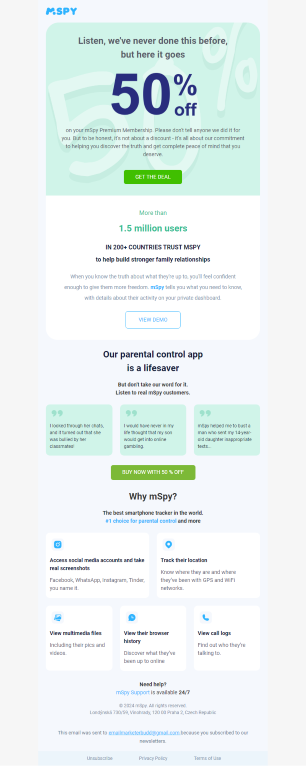 mSPY
Listen, we've never done this before,
but here it goes
50% off
on your mSpy Premium Membership. Please don't tell anyone we did it for
you. But to be honest, it's not about a discount - it's all about our commitment
to helping you discover the truth and get complete peace of mind that you
deserve.
GET THE DEAL
More than
1.5 million users
IN 200+ COUNTRIES TRUST MSPY
to help build stronger family relationships
When you know the truth about what they're up to, you'll feel confident
enough to give them more freedom. mSpy tells you what you need to know,
with details about their activity on your private dashboard.
VIEW DEMO
Our parental control app
is a lifesaver
But don't take our word for it.
Listen to real mSpy customers.
I looked through her chats,
and it turned out that she
was bullied by her
classmates!
I would have never in my
life thought that my son
would get into online
gambling.
mSpy helped me to bust a
man who sent my 14-year-
old daughter inappropriate
texts.
BUY NOW WITH 50 % OFF
Why mSpy?
The best smartphone tracker in the world.
#1 choice for parental control and more
Access social media accounts and take
real screenshots
Facebook, WhatsApp, Instagram, Tinder,
you name it.
Track their location
Know where they are and where
they've been with GPS and WiFi
networks.
View multimedia files
Including their pics and
videos.
View their browser
history
Discover what they've
been up to online.
View call logs
Find out who they're
talking to.
Need help?
mSpy Support is available 24/7
© 2024 mSpy. All rights reserved.
Londýnská 730/59, Vinohrady, 120 00 Praha 2, Czech Republic
This email was sent to
because you subscribed to our
newsletters.
Unsubscribe
Privacy Policy
Terms of Use